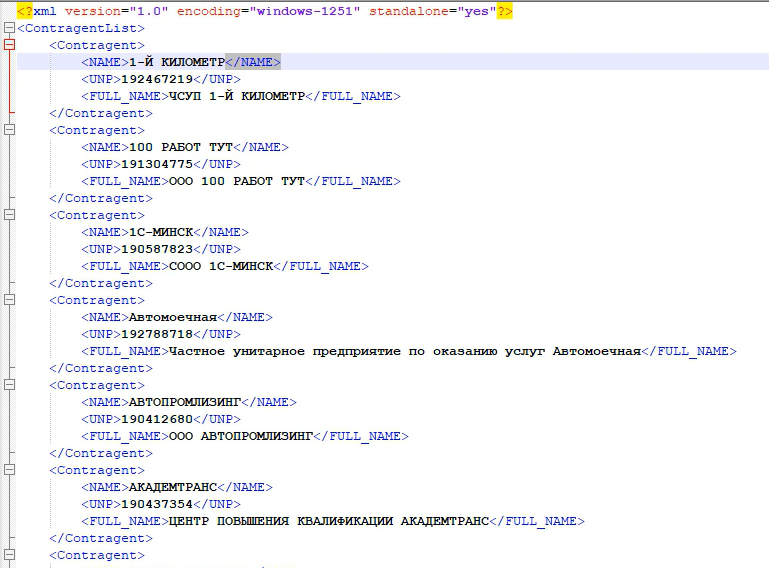 <?xml version="1.0" encoding="windows-1251" standalone="yes"?>
<ContragentList>
<Contragent>
<NAME>1-Й КИЛОМЕТР</NAME>
<UNP>192467219</UNP>
<FULL_NAME>ЧСУП 1-Й КИЛОМЕТР</FULL_NAME>
</Contragent>
<Contragent>
<NAME>100 РАБОТ ТУТ</NAME>
<UNP>191304775</UNP>
<FULL_NAME>ООО 100 РАБОТ ТУТ</FULL_NAME>
</Contragent>
<Contragent>
<NAME>1С-МИНСК</NAME>
<UNP>190587823</UNP>
<FULL_NAME>СООО 1С-МИНСК</FULL_NAME>
</Contragent>
<Contragent>
<NAME>Автомоечная</NAME>
<UNP>192788718</UNP>
<FULL_NAME>Частное унитарное предприятие по оказанию услуг Автомоечная</FULL_NAME>
</Contragent>
<Contragent>
<NAME>АВТОПРОМЛИЗИНГ</NAME>
<UNP>190412680</UNP>
<FULL_NAME>ООО АВТОПРОМЛИЗИНГ</FULL_NAME>
</Contragent>
<Contragent>
<NAME>АКАДЕМТРАНС</NAME>
<UNP>190437354</UNP>
<FULL_NAME>ЦЕНТР ПОВЫШЕНИЯ КВАЛИФИКАЦИИ АКАДЕМТРАНС</FULL_NAME>
</Contragent>
<Contragent>